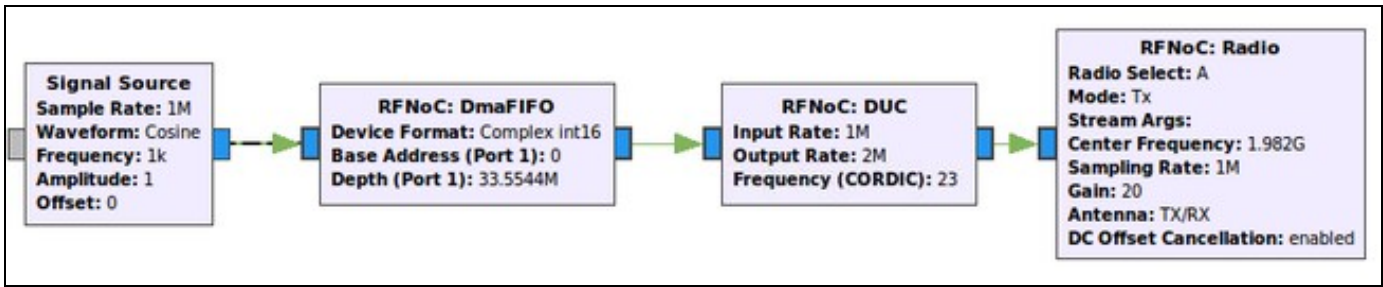 Signal Source
Sample Rate: 1M
Waveform: Cosine
Frequency: 1k
Amplitude: 1
Offset: 0
RFNoC: DmaFIFO
Device Format: Complex int16
Base Address (Port 1): 0
Depth (Port 1): 33.5544M
RFNoC: DUC
Input Rate: 1M
Output Rate: 2M
Frequency (CORDIC): 23
RFNoC: Radio
Radio Select: A
Mode: Tx
Stream Args:
Center Frequency: 1.982G
Sampling Rate: 1M
Gain: 20
Antenna: TX/RX
DC Offset Cancellation: enabled